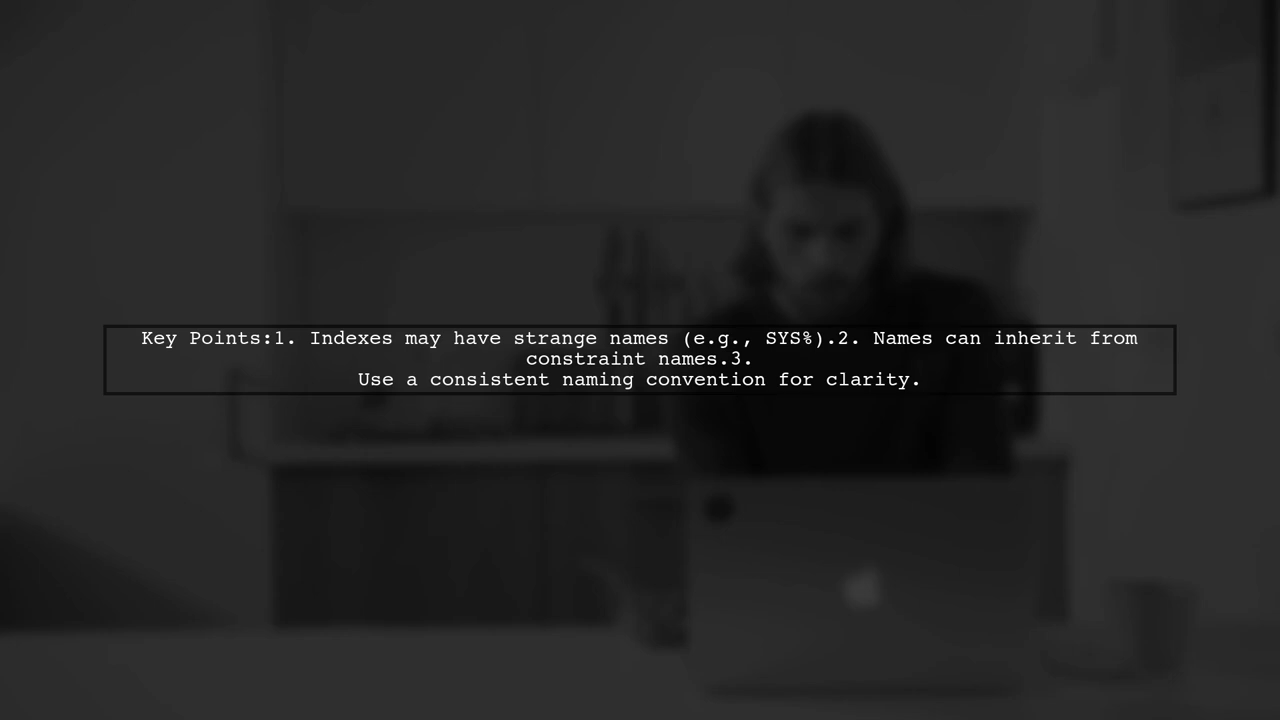 Key Points:1. Indexes may have strange names (e.g., SYS%).2. Names can inherit from
constraint names.3.
Use a consistent naming convention for clarity.